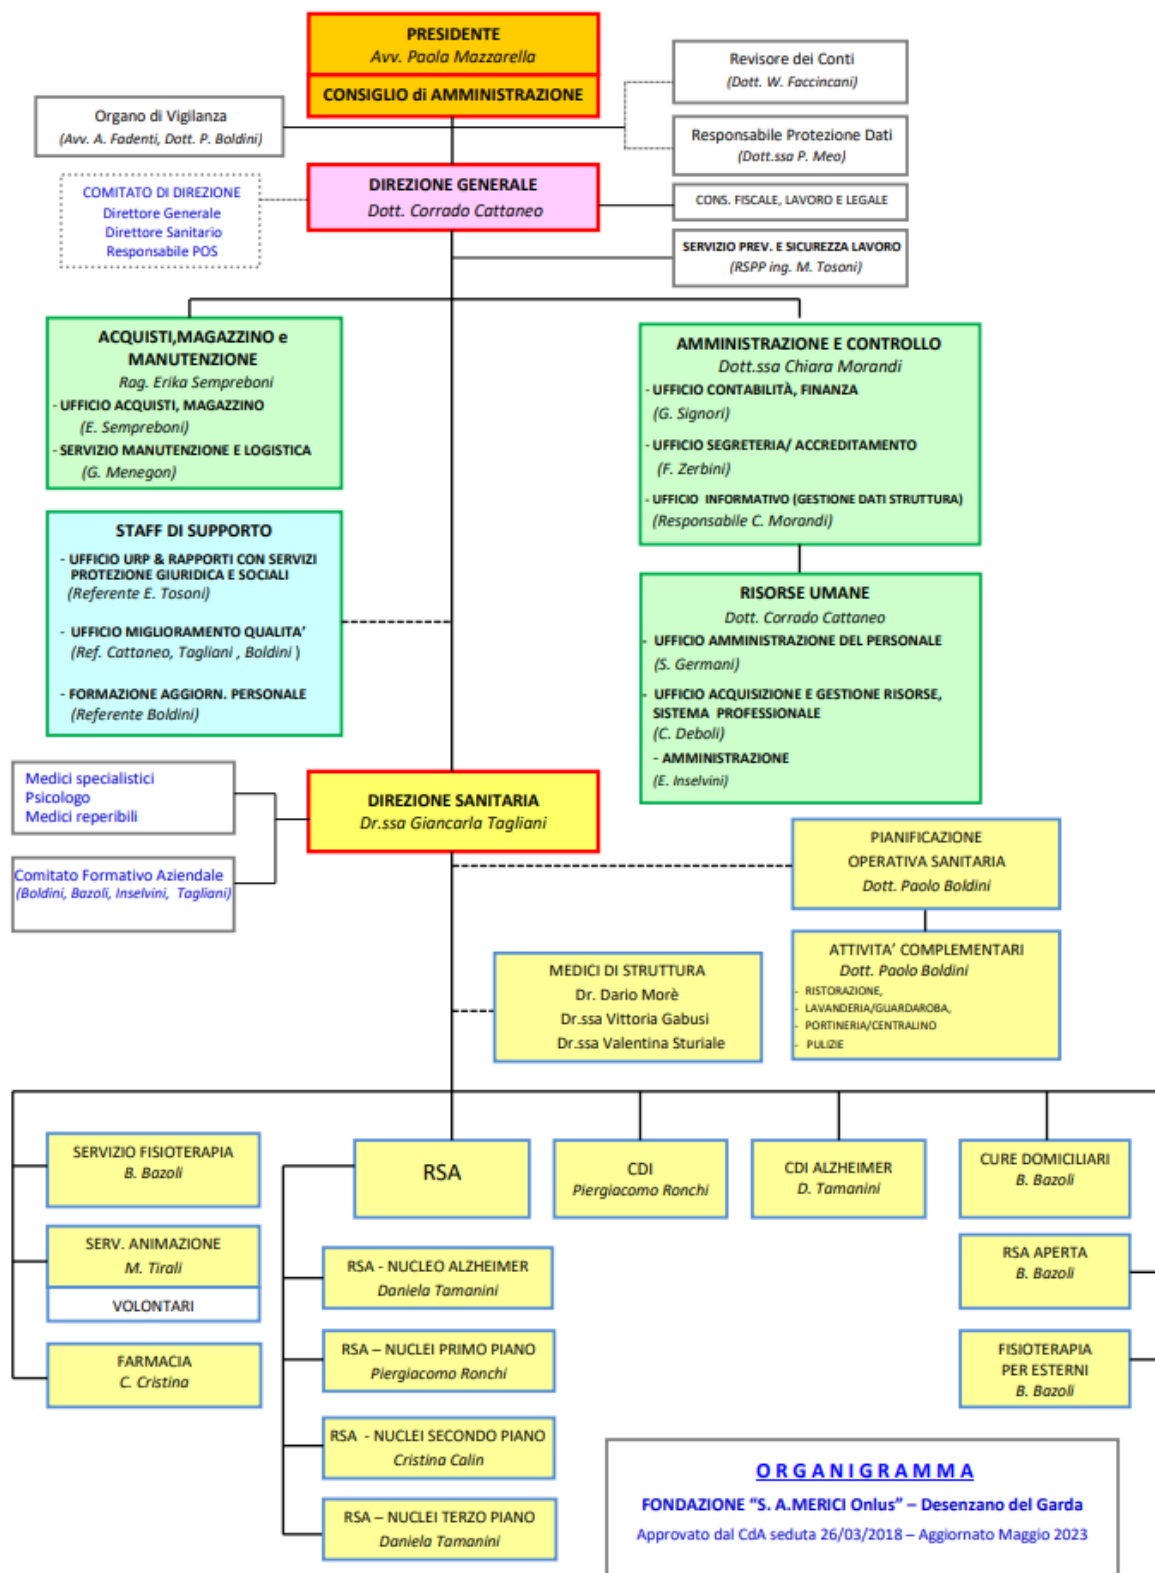 PRESIDENTE
Avv. Paola Mazzarella
CONSIGLIO di AMMINISTRAZIONE
Revisore dei Conti
(Dott. W. Faccincani)
Organo di Vigilanza
(Avv. A. Fadenti, Dott. P. Boldini)
Responsabile Protezione Dati
(Dott.ssa P. Meo)
COMITATO DI DIREZIONE
Direttore Generale
Direttore Sanitario
Responsabile POS
DIREZIONE GENERALE
Dott. Corrado Cattaneo
CONS. FISCALE, LAVORO E LEGALE
SERVIZIO PREV. E SICUREZZA LAVORO
(RSPP ing. M. Tosoni)
ACQUISTI,MAGAZZINO e
MANUTENZIONE
Rag. Erika Sempreboni
- UFFICIO ACQUISTI, MAGAZZINO
(E. Sempreboni)
- SERVIZIO MANUTENZIONE E LOGISTICA
(G. Menegon)
AMMINISTRAZIONE E CONTROLLO
Dott.ssa Chiara Morandi
- UFFICIO CONTABILITÀ, FINANZA
(G. Signori)
- UFFICIO SEGRETERIA/ ACCREDITAMENTO
(F. Zerbini)
- UFFICIO INFORMATIVO (GESTIONE DATI STRUTTURA)
(Responsabile C. Morandi)
STAFF DI SUPPORTO
- UFFICIO URP & RAPPORTI CON SERVIZI
PROTEZIONE GIURIDICA E SOCIALI
(Referente E. Tosoni)
- UFFICIO MIGLIORAMENTO QUALITA’
(Ref. Cattaneo, Tagliani , Boldini )
- FORMAZIONE AGGIORN. PERSONALE
(Referente Boldini)
RISORSE UMANE
Dott. Corrado Cattaneo
- UFFICIO AMMINISTRAZIONE DEL PERSONALE
(S. Germani)
- UFFICIO ACQUISIZIONE E GESTIONE RISORSE,
SISTEMA PROFESSIONALE
(C. Deboli)
- AMMINISTRAZIONE
(E. Inselvini)
Medici specialistici
Psicologo
Medici reperibili
DIREZIONE SANITARIA
Dr.ssa Giancarla Tagliani
Comitato Formativo Aziendale
(Boldini, Bazoli, Inselvini, Tagliani)
PIANIFICAZIONE
OPERATIVA SANITARIA
Dott. Paolo Boldini
ATTIVITA’ COMPLEMENTARI
Dott. Paolo Boldini
- RISTORAZIONE,
- LAVANDERIA/GUARDAROBA,
- PORTINERIA/CENTRALINO
- PULIZIE
MEDICI DI STRUTTURA
Dr. Dario Morè
Dr.ssa Vittoria Gabusi
Dr.ssa Valentina Sturiale
SERVIZIO FISIOTERAPIA
B. Bazoli
SERV. ANIMAZIONE
M. Tirali
VOLONTARI
FARMACIA
C. Cristina
RSA
RSA - NUCLEO ALZHEIMER
Daniela Tamanini
RSA – NUCLEI PRIMO PIANO
Piergiacomo Ronchi
RSA - NUCLEI SECONDO PIANO
Cristina Calin
RSA – NUCLEI TERZO PIANO
Daniela Tamanini
CDI
Piergiacomo Ronchi
CDI ALZHEIMER
D. Tamanini
CURE DOMICILIARI
B. Bazoli
RSA APERTA
B. Bazoli
FISIOTERAPIA
PER ESTERNI
B. Bazoli
ORGANIGRAMMA
FONDAZIONE “S. A.MERICI Onlus” – Desenzano del Garda
Approvato dal CdA seduta 26/03/2018 – Aggiornato Maggio 2023